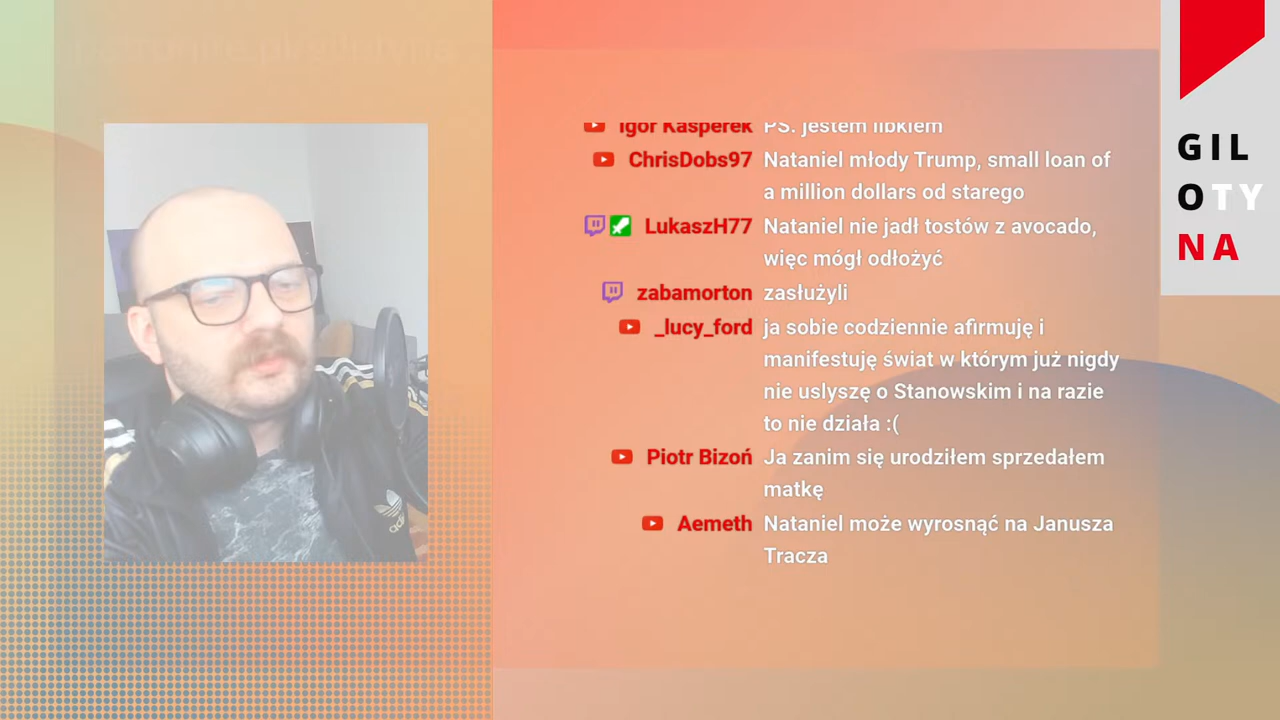 Igor Kasperek PS. jestem libkiem
ChrisDobs97 Nataniel młody Trump, small loan of
a million dollars od starego
LukaszH77 Nataniel nie jadł tostów z avocado,
więc mógł odłożyć
zabamorton zasłużyli
_lucy_ford ja sobie codziennie afirmuję i
manifestuję świat w którym już nigdy
nie uslyszę o Stanowskim i na razie
to nie działa :(
Piotr Bizoń Ja zanim się urodziłem sprzedałem
matkę
Aemeth Nataniel może wyrosnąć na Janusza
Tracza
adidas
GIL
OTY
NA